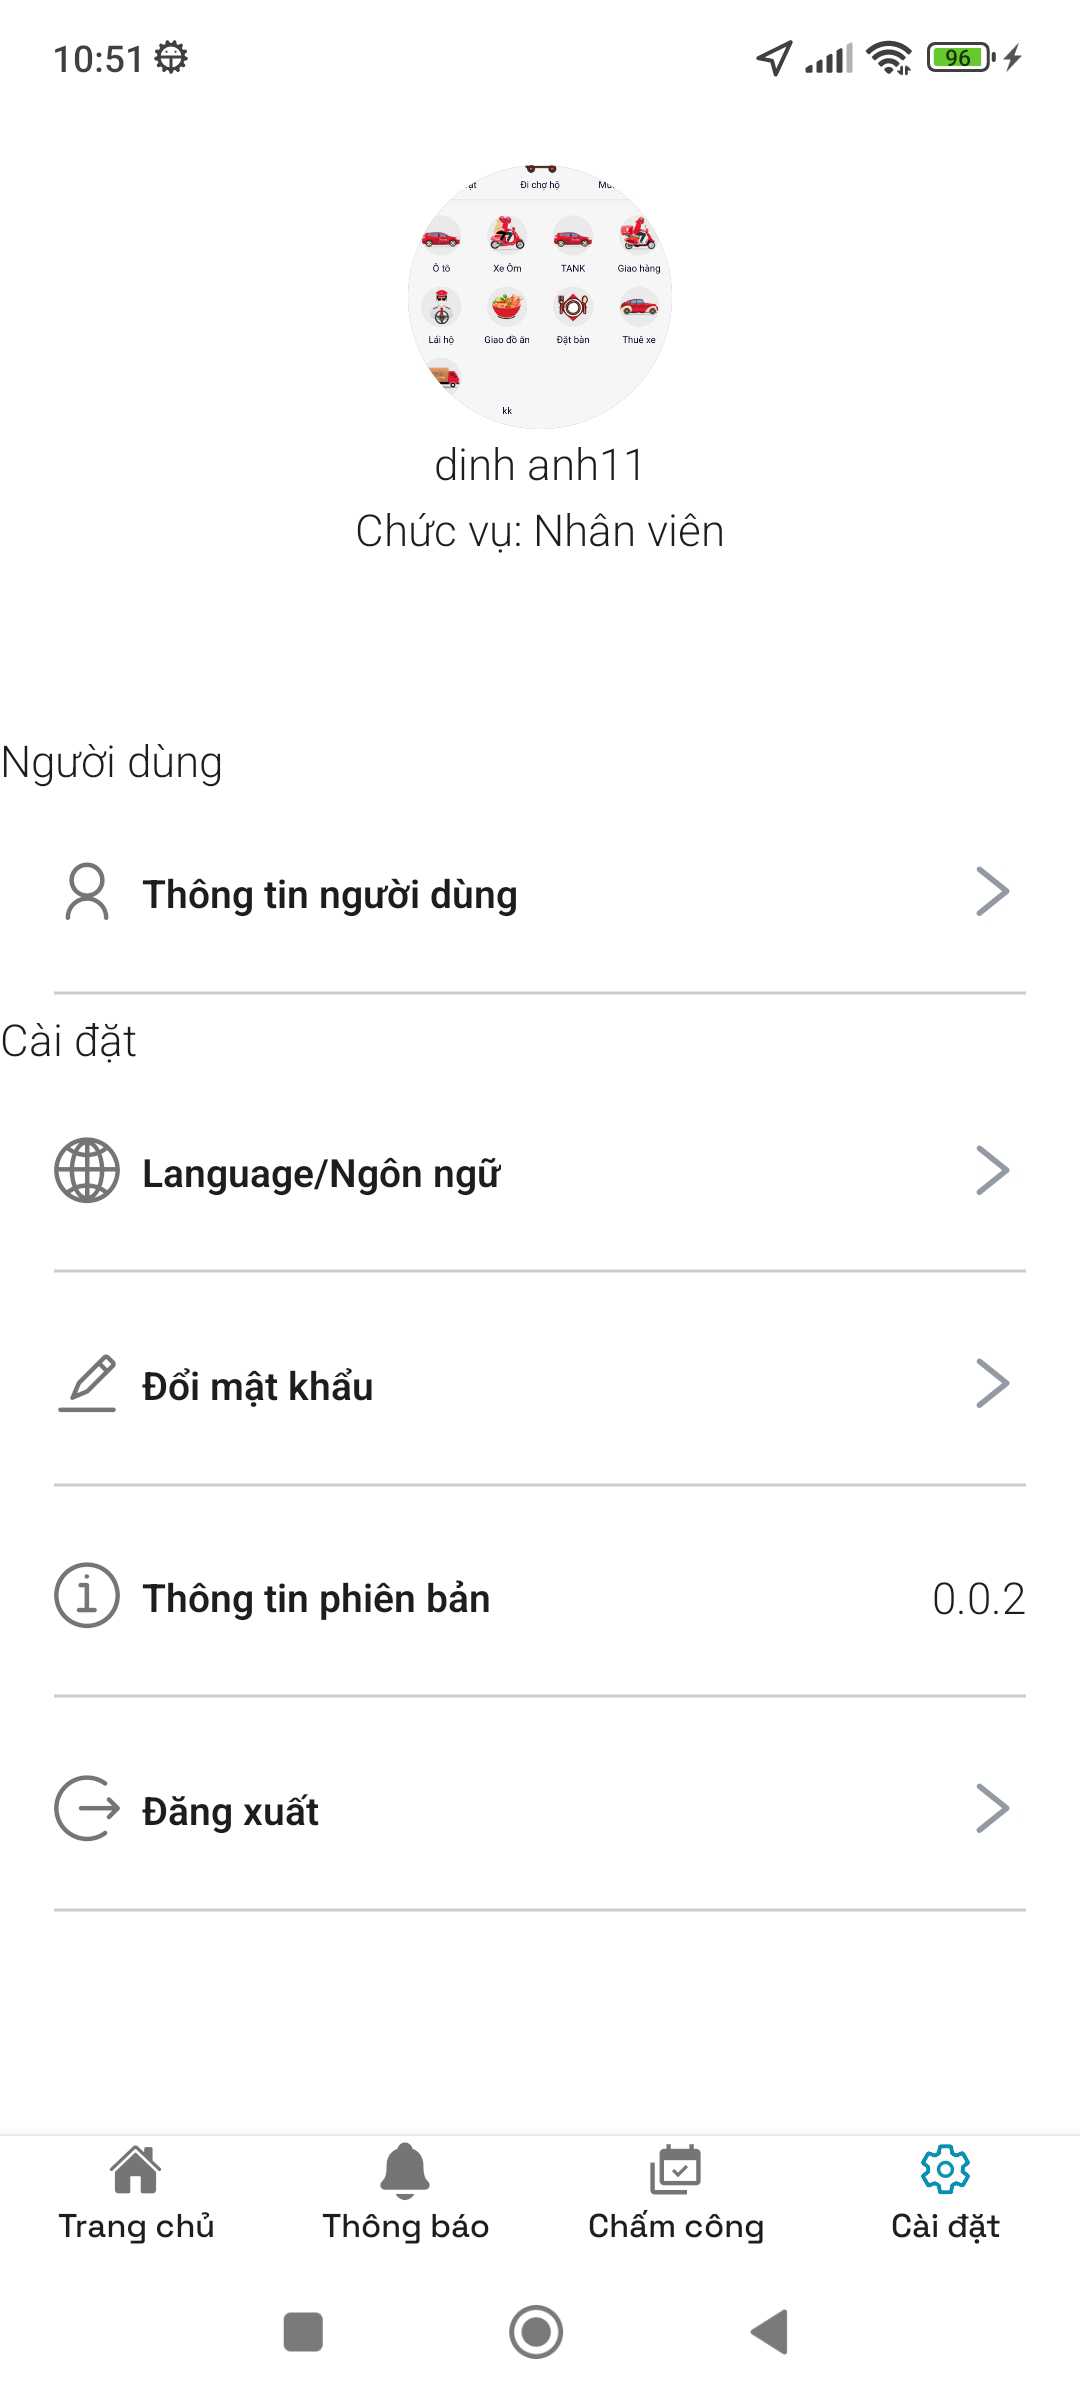 10:51
96
Đi chợ hộ
Ô tô
Xe Ôm
TANK
Giao hàng
Lái hộ
Giao đồ ăn
Đặt bàn
Thuê xe
kk
dinh anh11
Chức vụ: Nhân viên
Người dùng
Thông tin người dùng
Cài đặt
Language/Ngôn ngữ
Đổi mật khẩu
Thông tin phiên bản
0.0.2
Đăng xuất
Trang chủ
Thông báo
Chấm công
Cài đặt